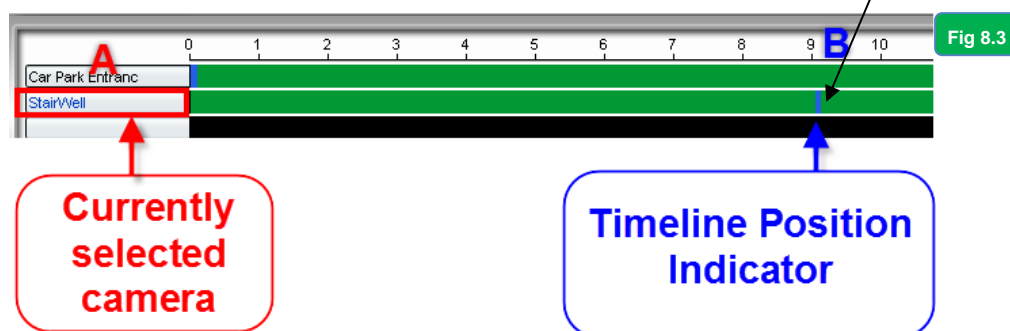 A 0 1 2 3 4 5 6 7 8 9 B 10 Fig 8.3
Car Park Entranc
StairWell
Currently
selected
camera
Timeline Position
Indicator